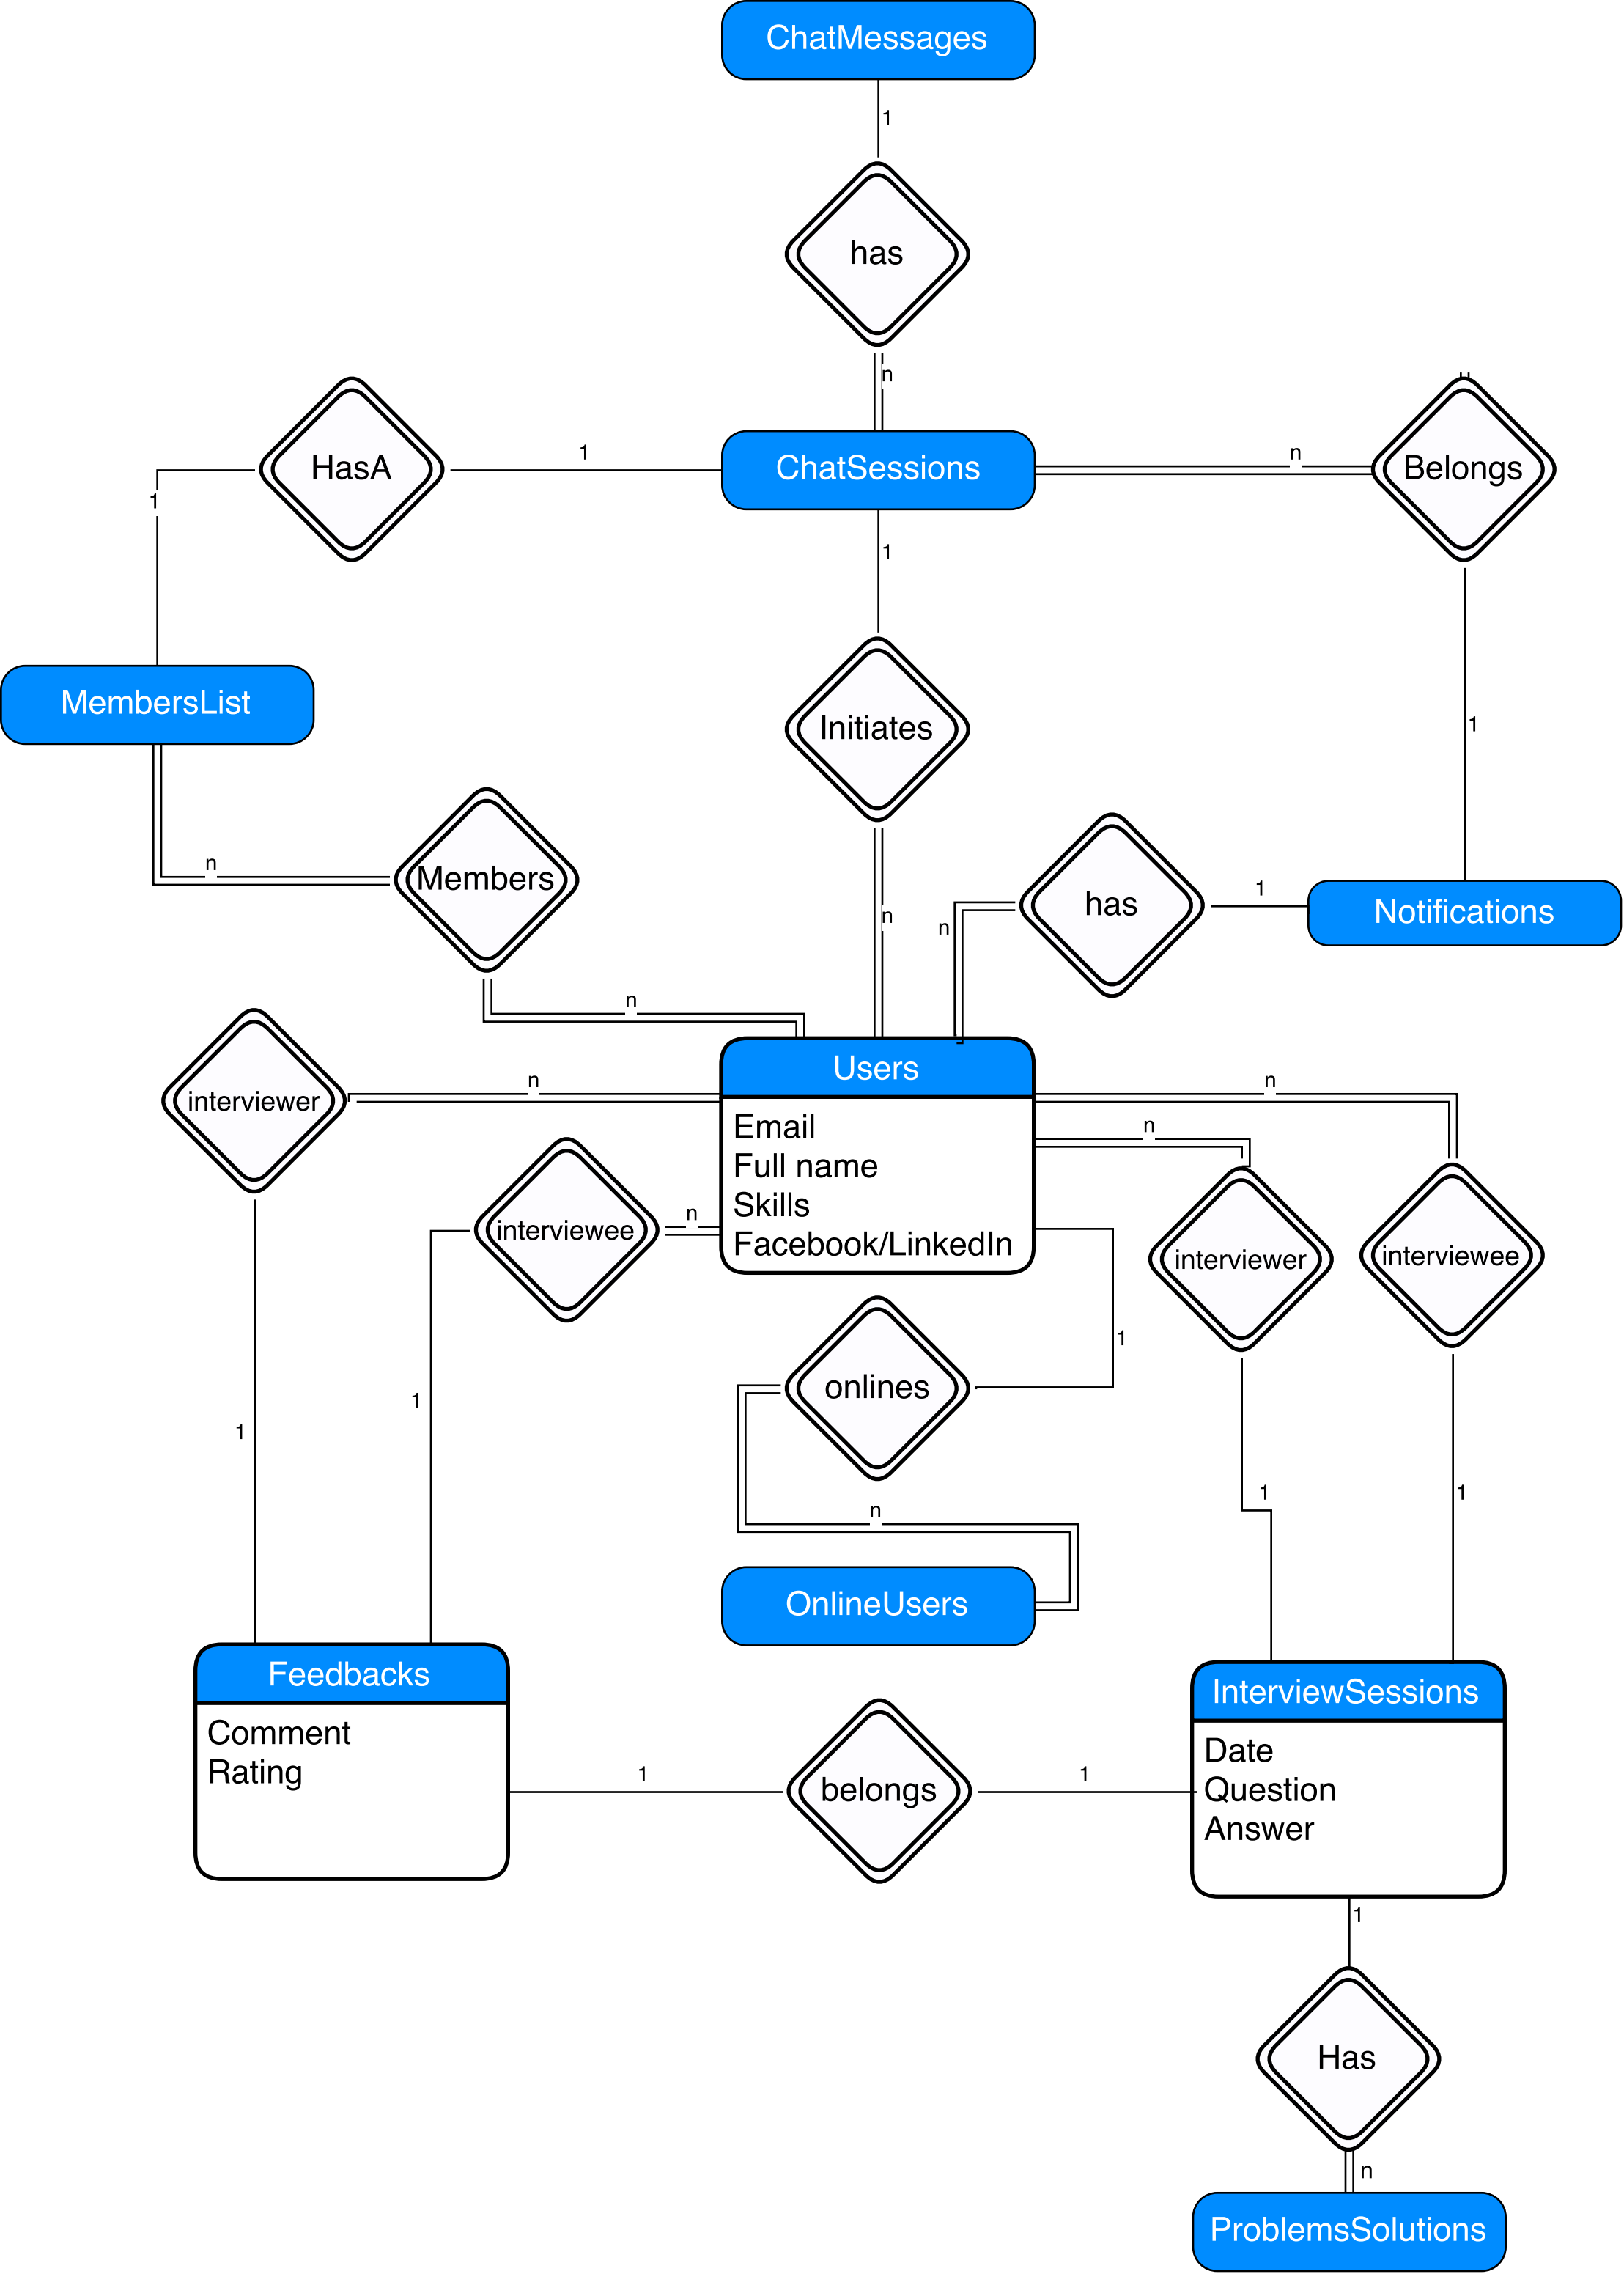 ChatMessages
1
has
n
HasA
1
ChatSessions
n
Belongs
1
1
MembersList
Initiates
1
n
Members
has
1
Notifications
n
n
n
Users
Email
Full name
Skills
Facebook/LinkedIn
interviewer
n
n
n
interviewee
n
interviewer
interviewee
1
onlines
1
1
n
1
1
OnlineUsers
Feedbacks
Comment
Rating
InterviewSessions
Date
Question
Answer
1
belongs
1
1
Has
n
ProblemsSolutions